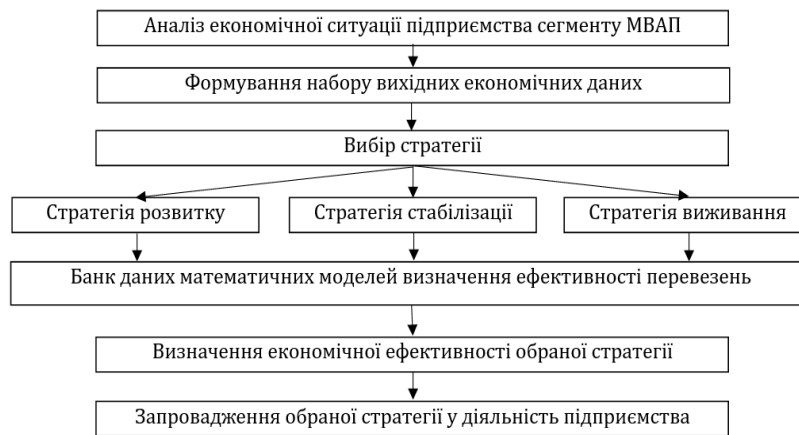 Аналіз економічної ситуації підприємства сегменту МВАП
Формування набору вихідних економічних даних
Вибір стратегії
Стратегія розвитку
Стратегія стабілізації
Стратегія виживання
Банк даних математичних моделей визначення ефективності перевезень
Визначення економічної ефективності обраної стратегії
Запровадження обраної стратегії у діяльність підприємства